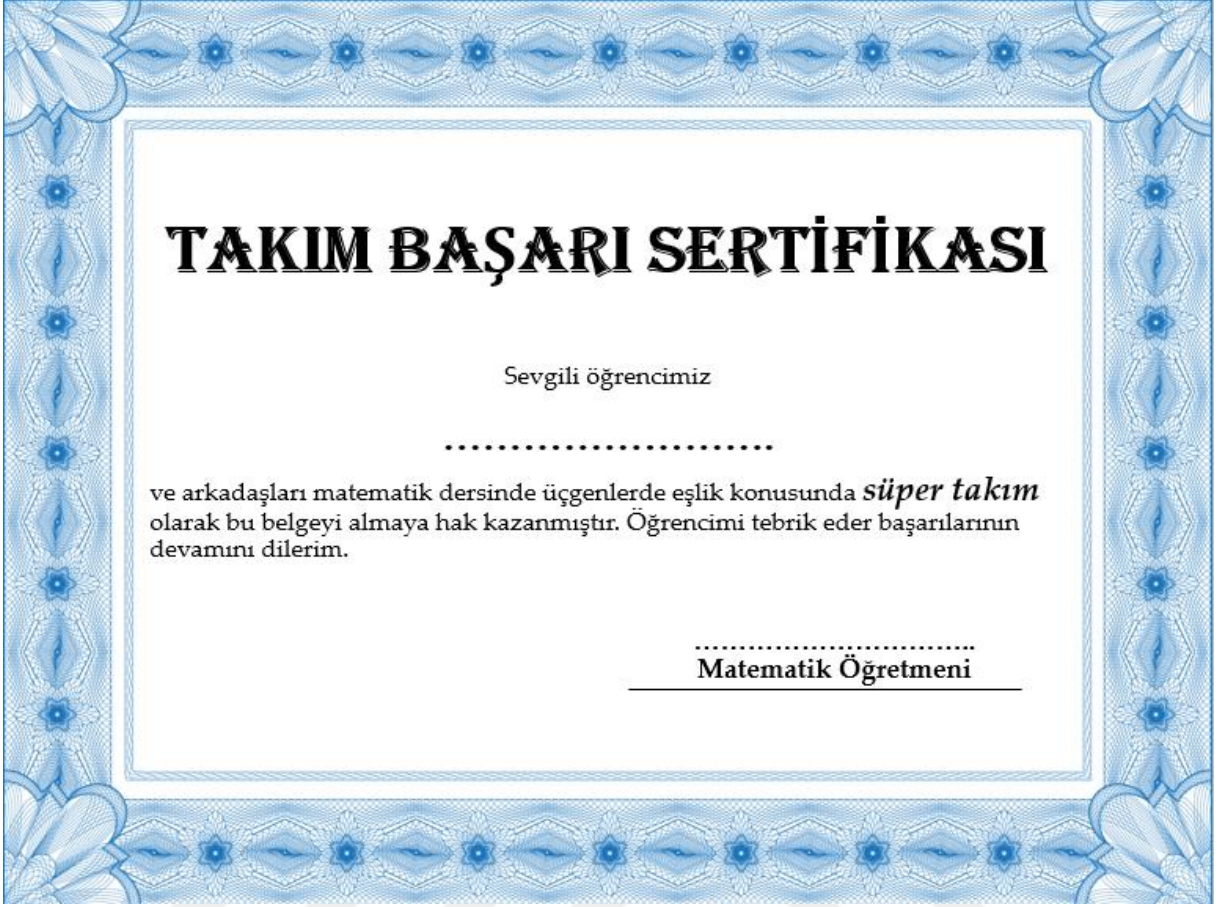 TAKIM BAŞARI SERTİFİKASI
Sevgili öğrencimiz
……………………….
ve arkadaşları matematik dersinde üçgenlerde eşlik konusunda süper takım
olarak bu belgeyi almaya hak kazanmıştır. Öğrencimi tebrik eder başarılarının
devamını dilerim.
…………………………..
Matematik Öğretmeni